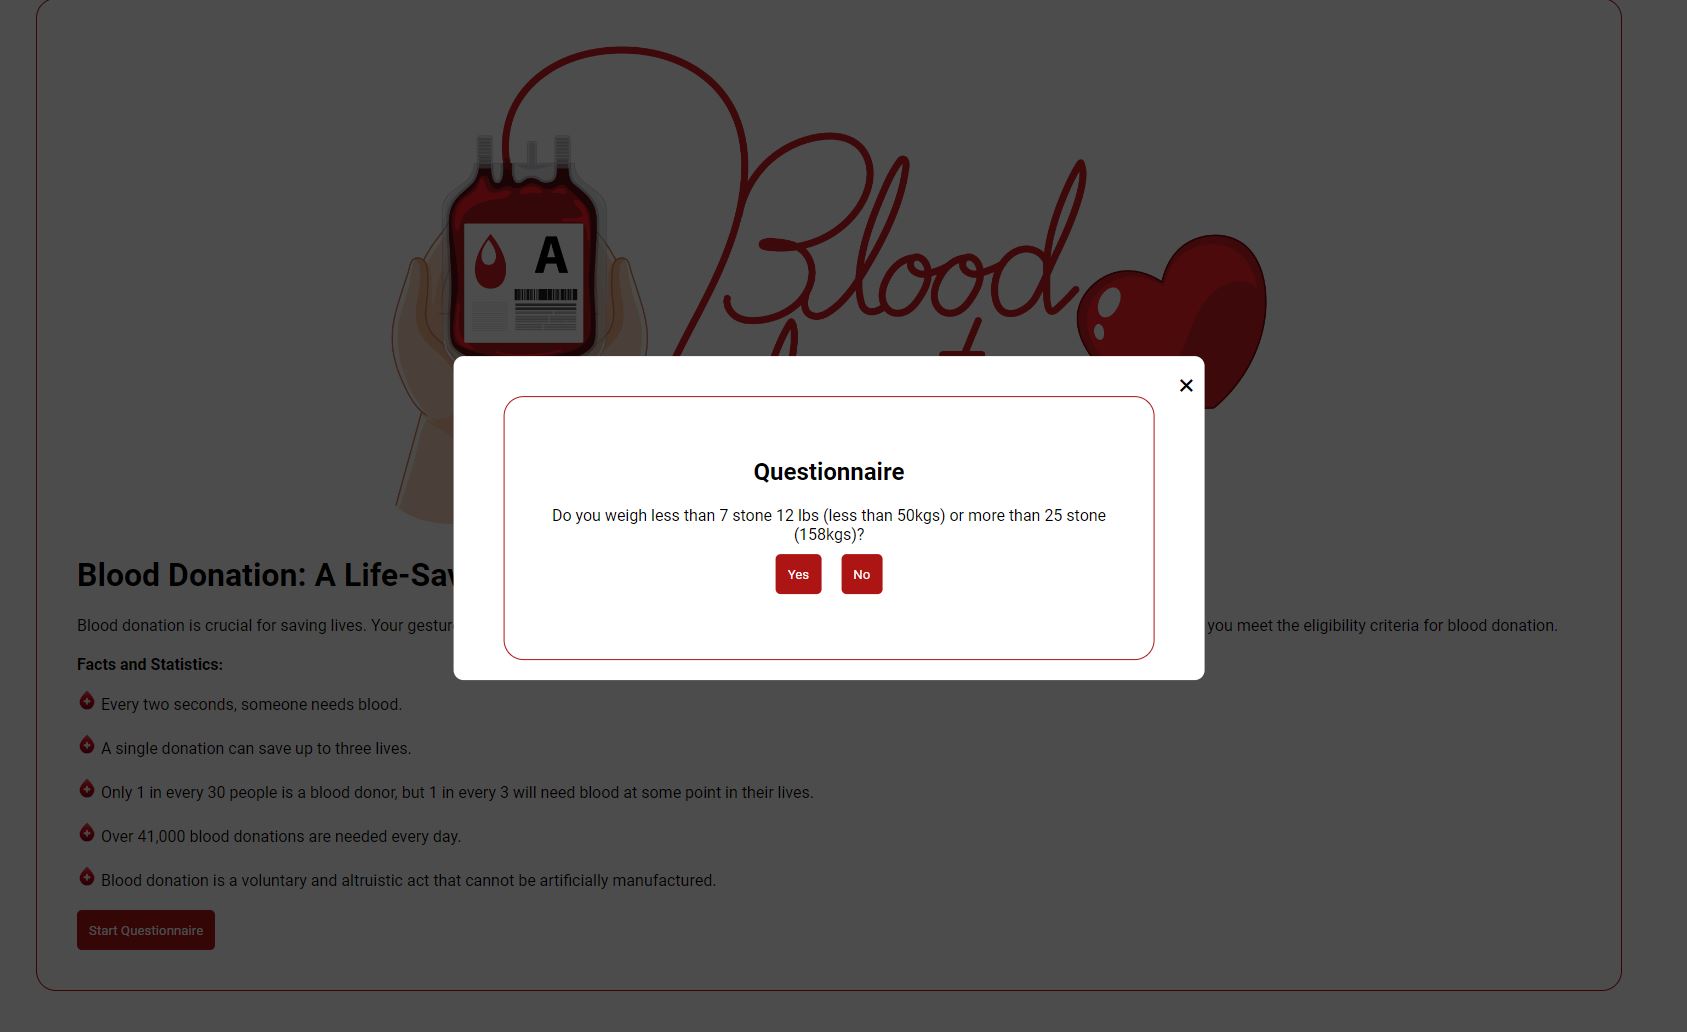 Blood
A
×
Questionnaire
Do you weigh less than 7 stone 12 lbs (less than 50kgs) or more than 25 stone
(158kgs)?
Yes No
Blood Donation: A Life-Sav
Blood donation is crucial for saving lives. Your gestur you meet the eligibility criteria for blood donation.
Facts and Statistics:
Every two seconds, someone needs blood.
A single donation can save up to three lives.
Only 1 in every 30 people is a blood donor, but 1 in every 3 will need blood at some point in their lives.
Over 41,000 blood donations are needed every day.
Blood donation is a voluntary and altruistic act that cannot be artificially manufactured.
Start Questionnaire